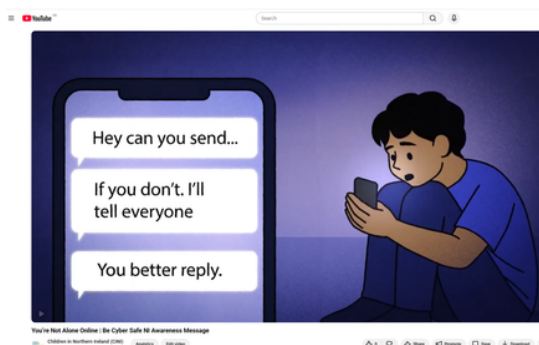 YouTube
Search
Hey can you send...
If you don't. I'll
tell everyone
You better reply.
You're Not Alone Online | Be Cyber Safe NI Awareness Message
Children in Northern Ireland (CiNI)
Analytics
Edit video
Share
Promote
Save
Download